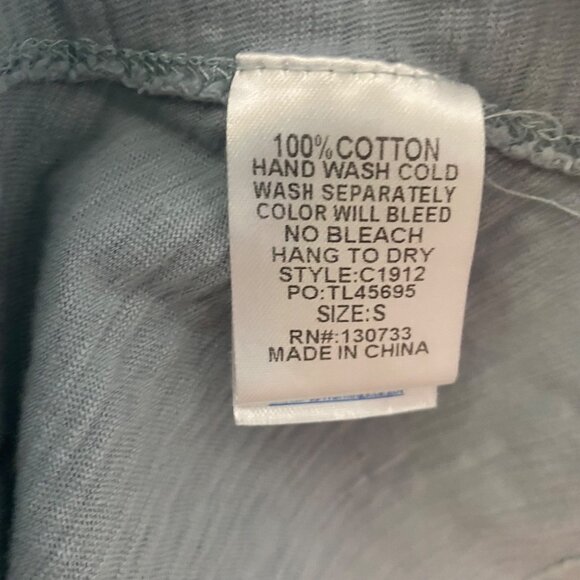 100% COTTON
HAND WASH COLD
WASH SEPARATELY
COLOR WILL BLEED
NO BLEACH
HANG TO DRY
STYLE:C1912
PO:TL45695
SIZE:S
RN#:130733
MADE IN CHINA